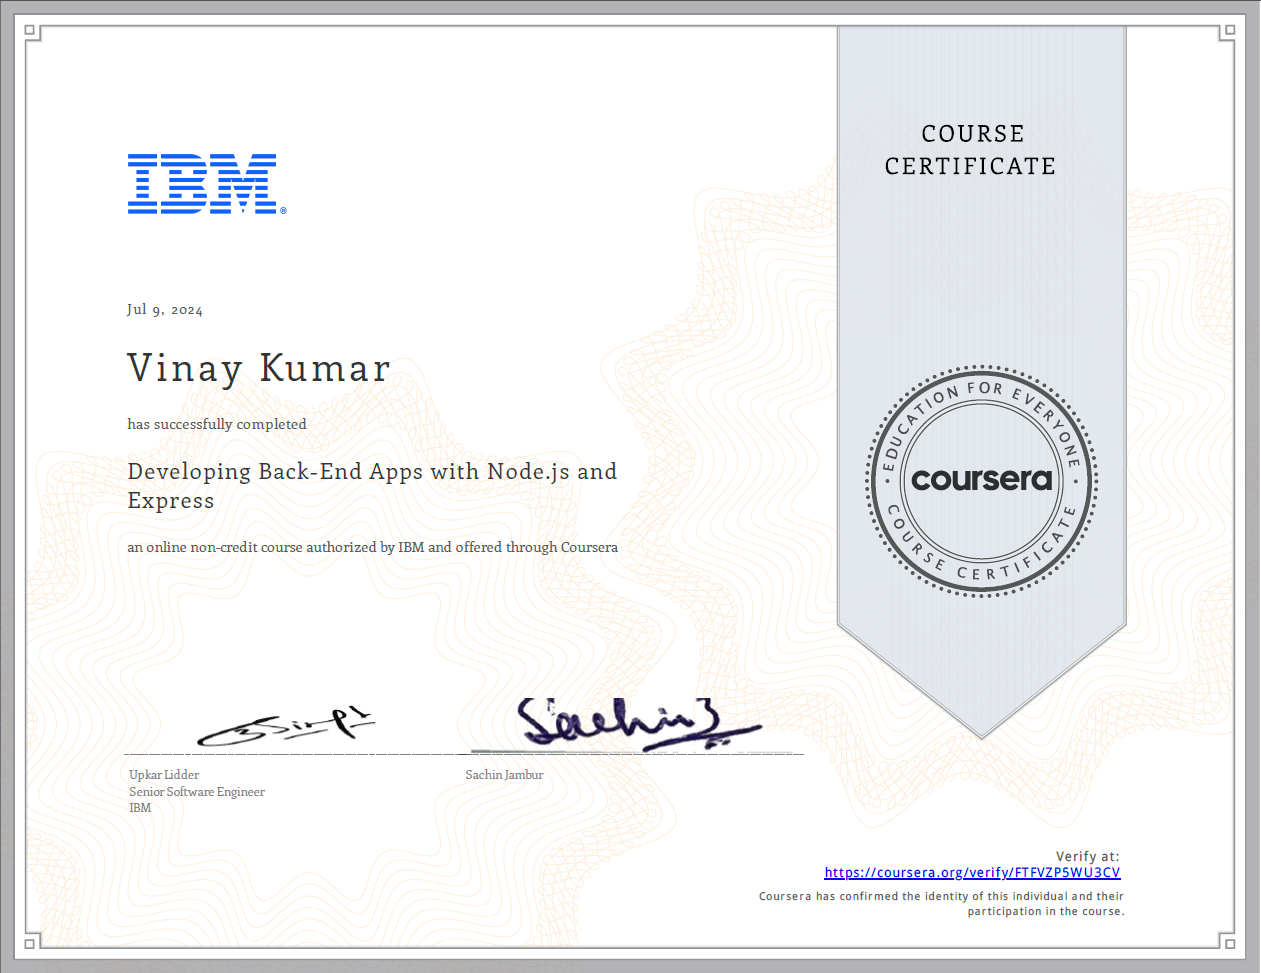 COURSE
CERTIFICATE
IBM®
Jul 9, 2024
Vinay Kumar
has successfully completed
Developing Back-End Apps with Node.js and
Express
an online non-credit course authorized by IBM and offered through Coursera
EDUCATION FOR EVERYONE
coursera
COURSE CERTIFICATE
Sachin J
Upkar Lidder
Senior Software Engineer
IBM
Sachin Jambur
Verify at:
https://coursera.org/verify/FTFVZP5WU3CV
Coursera has confirmed the identity of this individual and their
participation in the course.